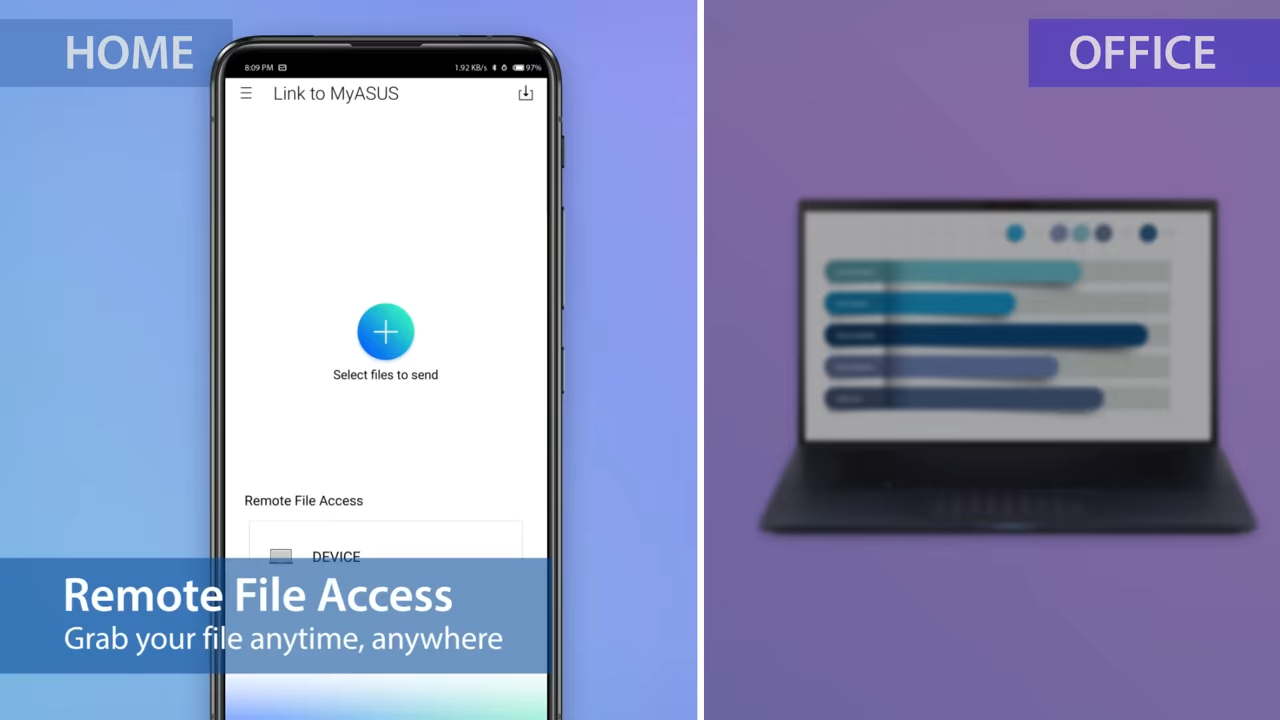 HOME
8:09 PM
1.92 KB/s
97%
Link to MyASUS
Select files to send
Remote File Access
DEVICE
Remote File Access
Grab your file anytime, anywhere
OFFICE